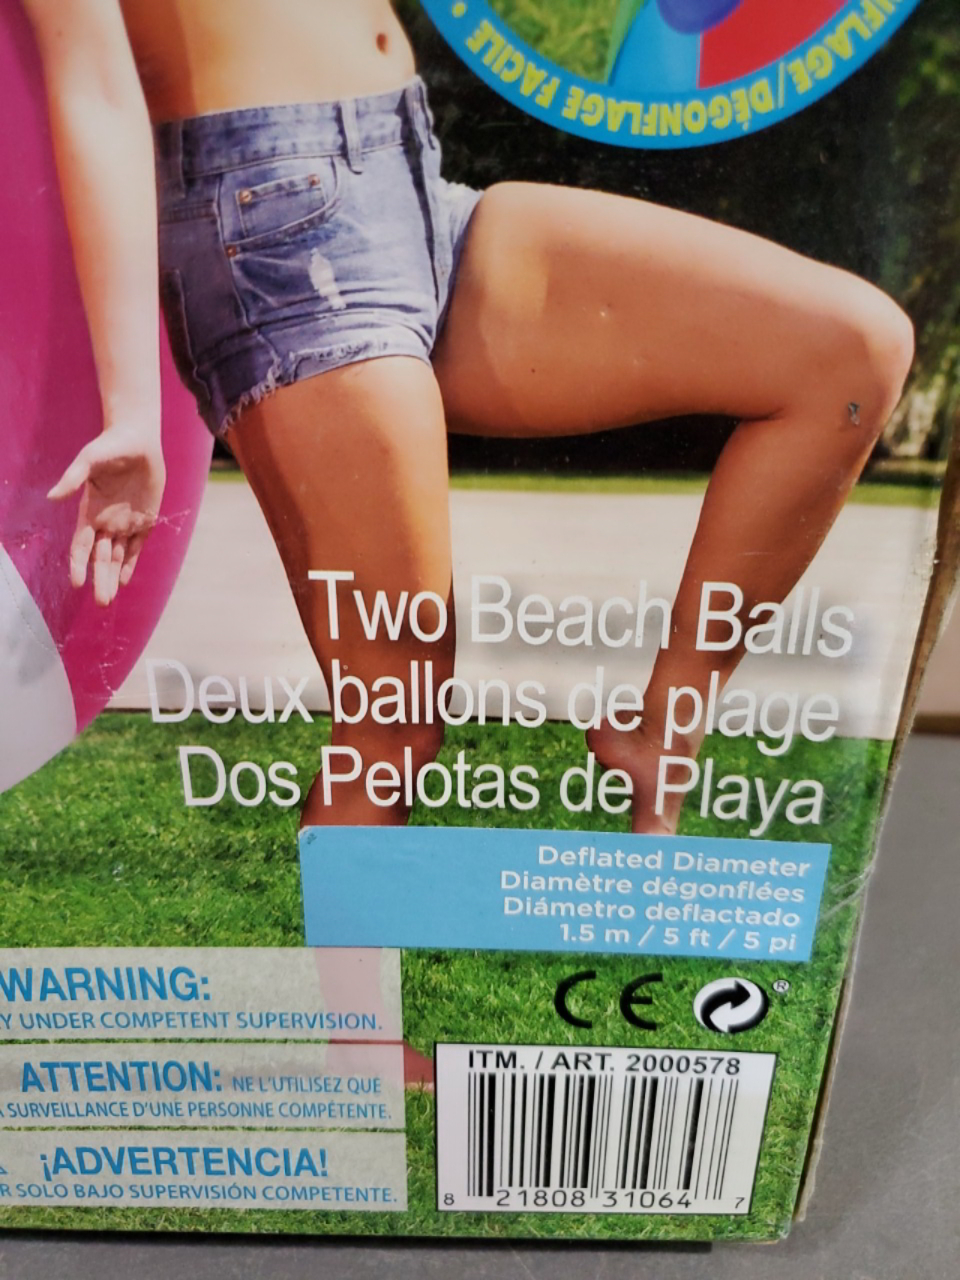 NFLAGE/DÉGONFLAGE FACILE •
Two Beach Balls
Deux ballons de plage
Dos Pelotas de Playa
Deflated Diameter
Diamètre dégonflées
Diámetro deflactado
1.5 m / 5 ft / 5 pi
WARNING:
Y UNDER COMPETENT SUPERVISION.
ATTENTION: NE L'UTILISEZ QUE
SURVEILLANCE D'UNE PERSONNE COMPÉTENTE.
¡ADVERTENCIA!
R SOLO BAJO SUPERVISIÓN COMPETENTE.
CE
®
ITM. / ART. 2000578
8 21808 31064 7